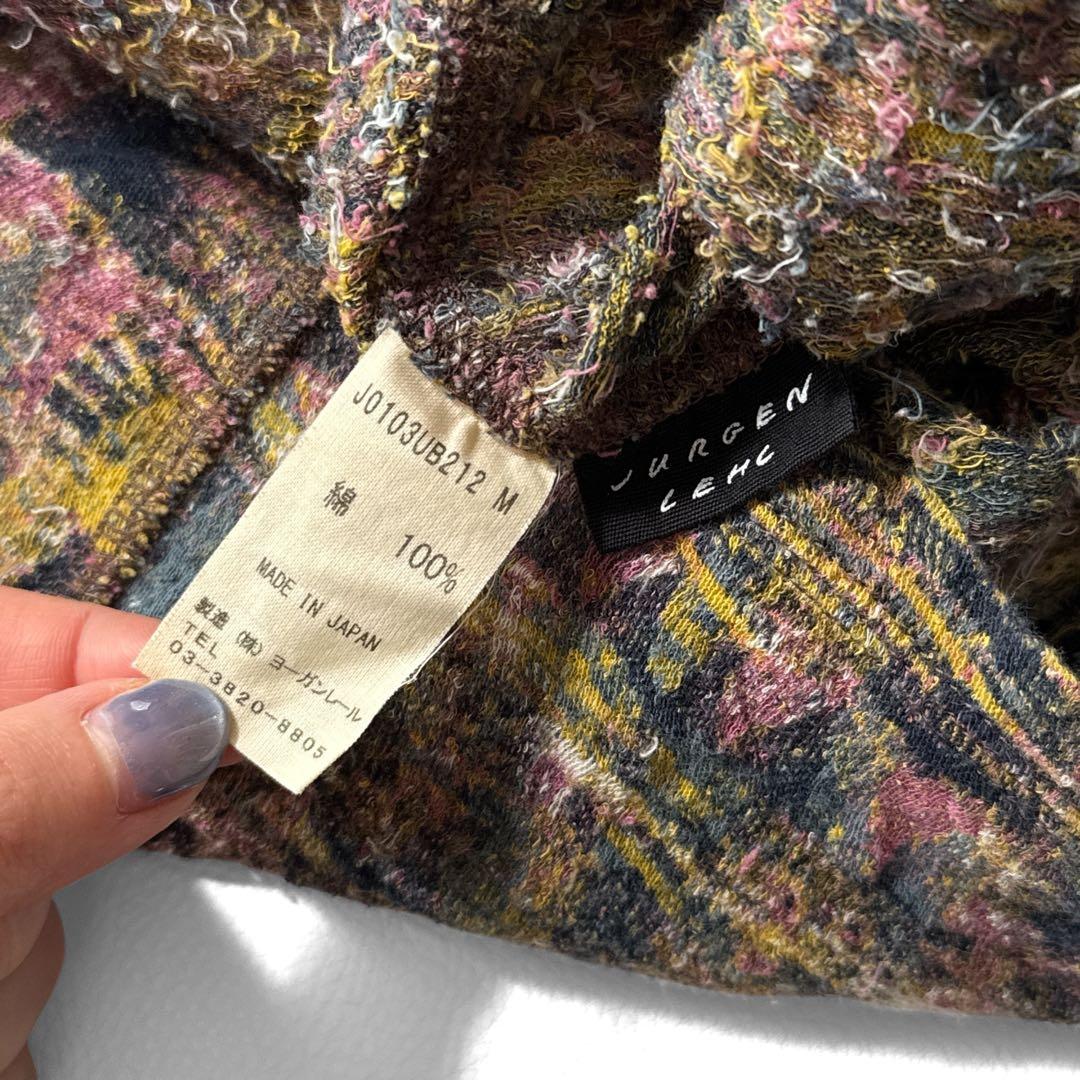 J0103UB212 M
綿
100%
MADE IN JAPAN
製造 (株) ヨーガンレール
TEL
03-3820-8805
JURGEN
LEHL